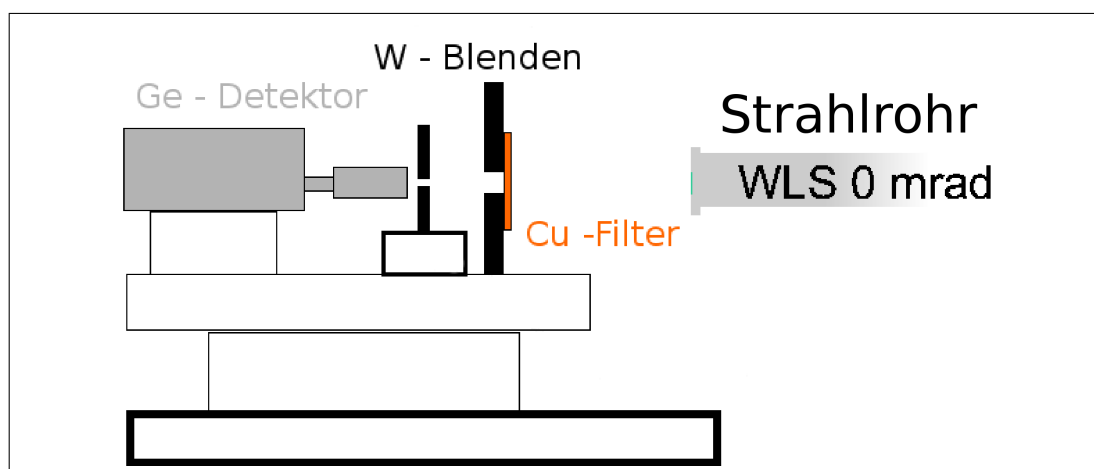 W - Blenden
Ge - Detektor
Strahlrohr
WLS 0 mrad
Cu -Filter